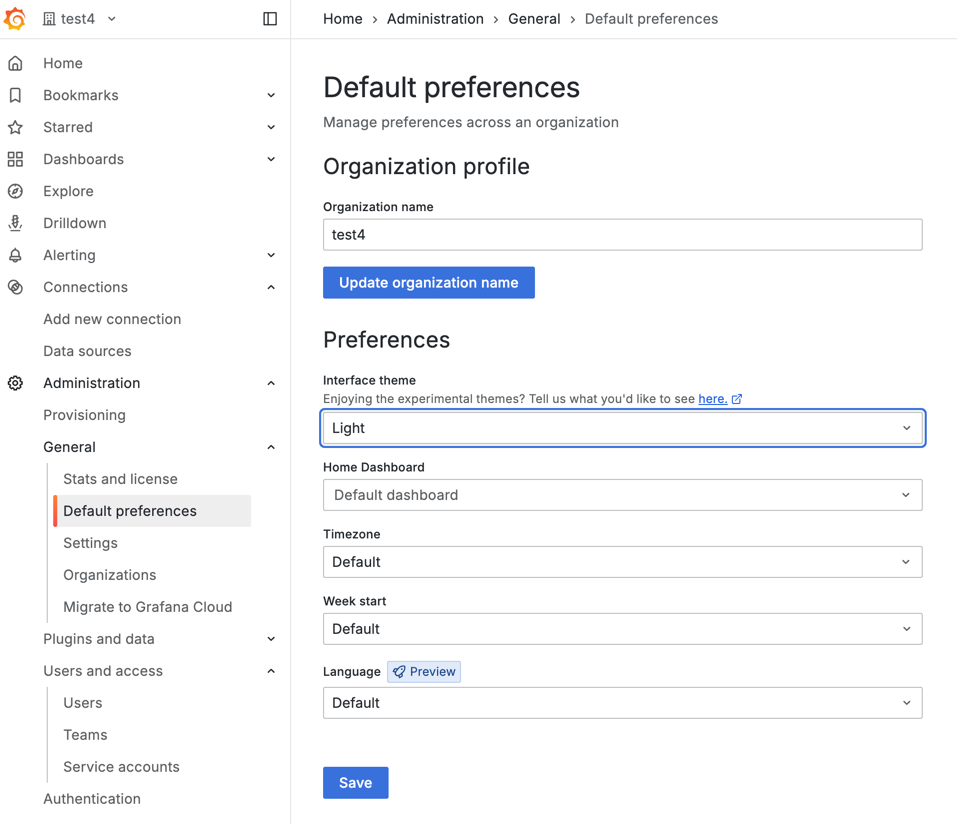 test4
Home › Administration › General › Default preferences
Home
Bookmarks
Starred
Dashboards
Explore
Drilldown
Alerting
Connections
Add new connection
Data sources
Administration
Provisioning
General
Stats and license
Default preferences
Settings
Organizations
Migrate to Grafana Cloud
Plugins and data
Users and access
Users
Teams
Service accounts
Authentication
Default preferences
Manage preferences across an organization
Organization profile
Organization name
test4
Update organization name
Preferences
Interface theme
Enjoying the experimental themes? Tell us what you'd like to see here.
Light
Home Dashboard
Default dashboard
Timezone
Default
Week start
Default
Language Preview
Default
Save